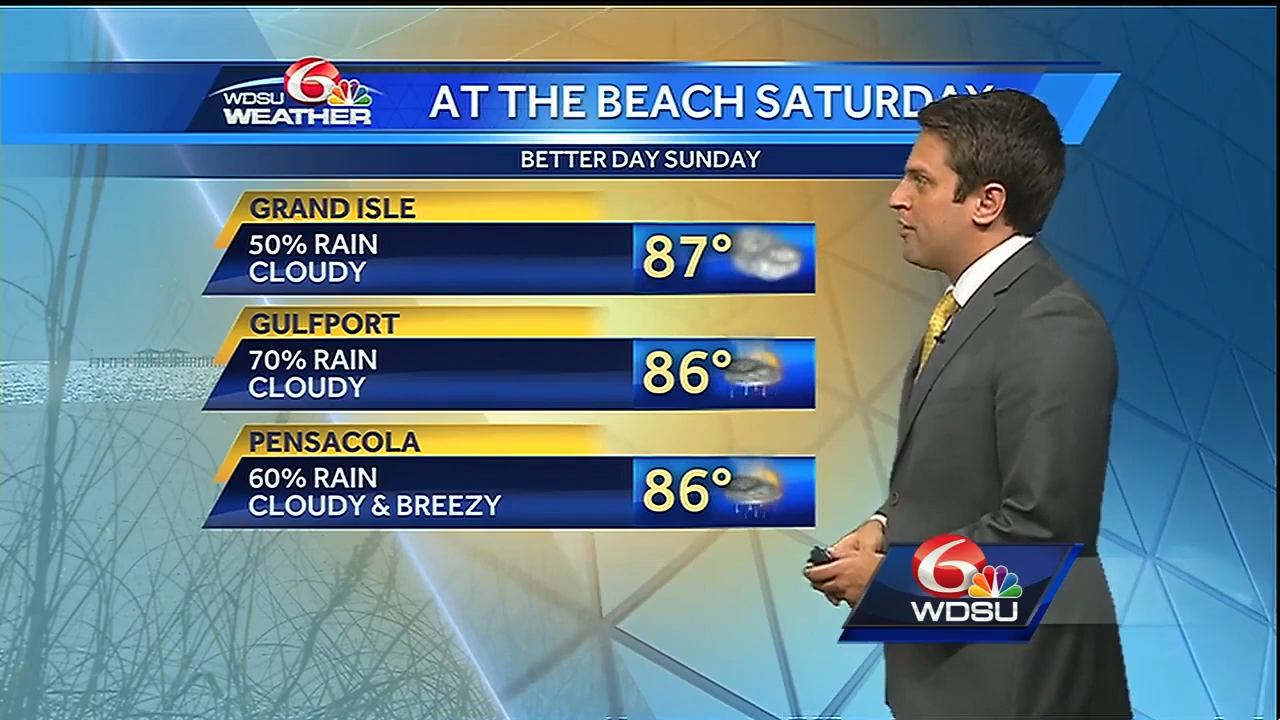 WDSU 6
WEATHER
AT THE BEACH SATURDAY
BETTER DAY SUNDAY
GRAND ISLE
50% RAIN
CLOUDY
87°
GULFPORT
70% RAIN
CLOUDY
86°
PENSACOLA
60% RAIN
CLOUDY & BREEZY
86°
6
WDSU